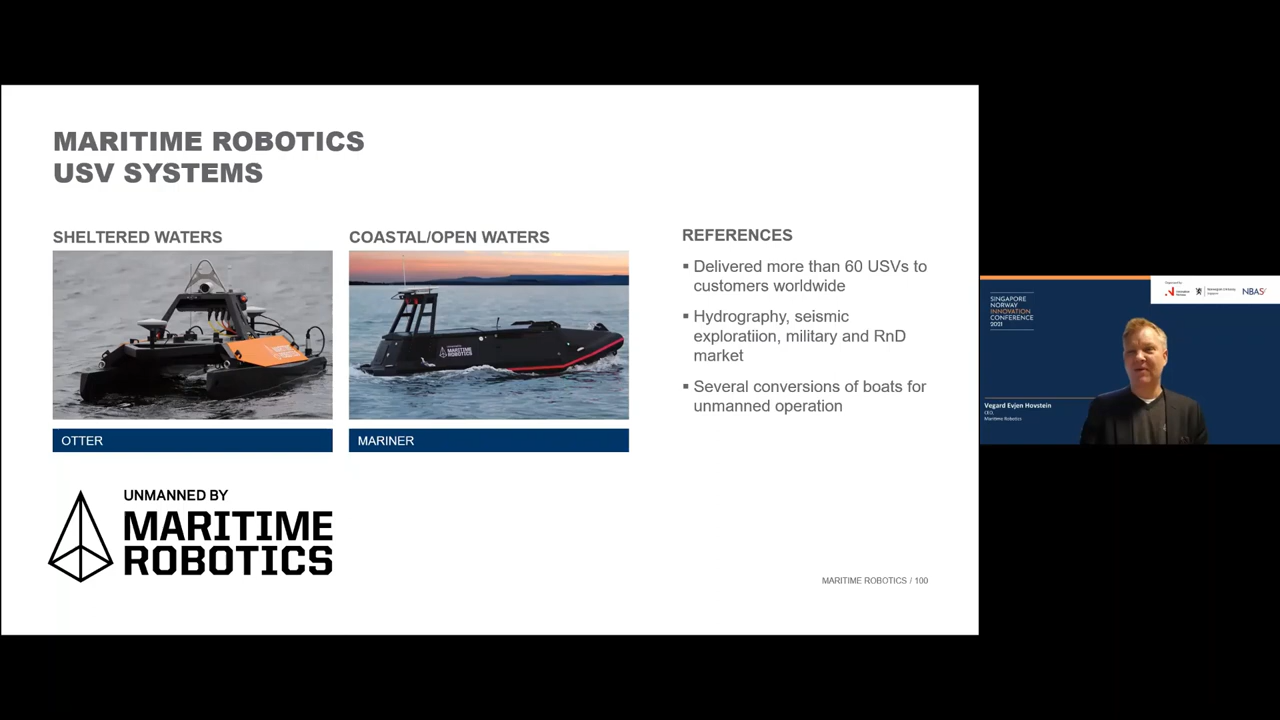 MARITIME ROBOTICS
USV SYSTEMS
SHELTERED WATERS
COASTAL/OPEN WATERS
OTTER
MARINER
REFERENCES
▪ Delivered more than 60 USVs to
customers worldwide
▪ Hydrography, seismic
exploratiion, military and RnD
market
▪ Several conversions of boats for
unmanned operation
UNMANNED BY
MARITIME
ROBOTICS
MARITIME ROBOTICS / 100
SINGAPORE
NORWAY
INNOVATION
CONFERENCE
2021
NBAS
Vegard Evjen Hovstein
CEO,
Maritime Robotics